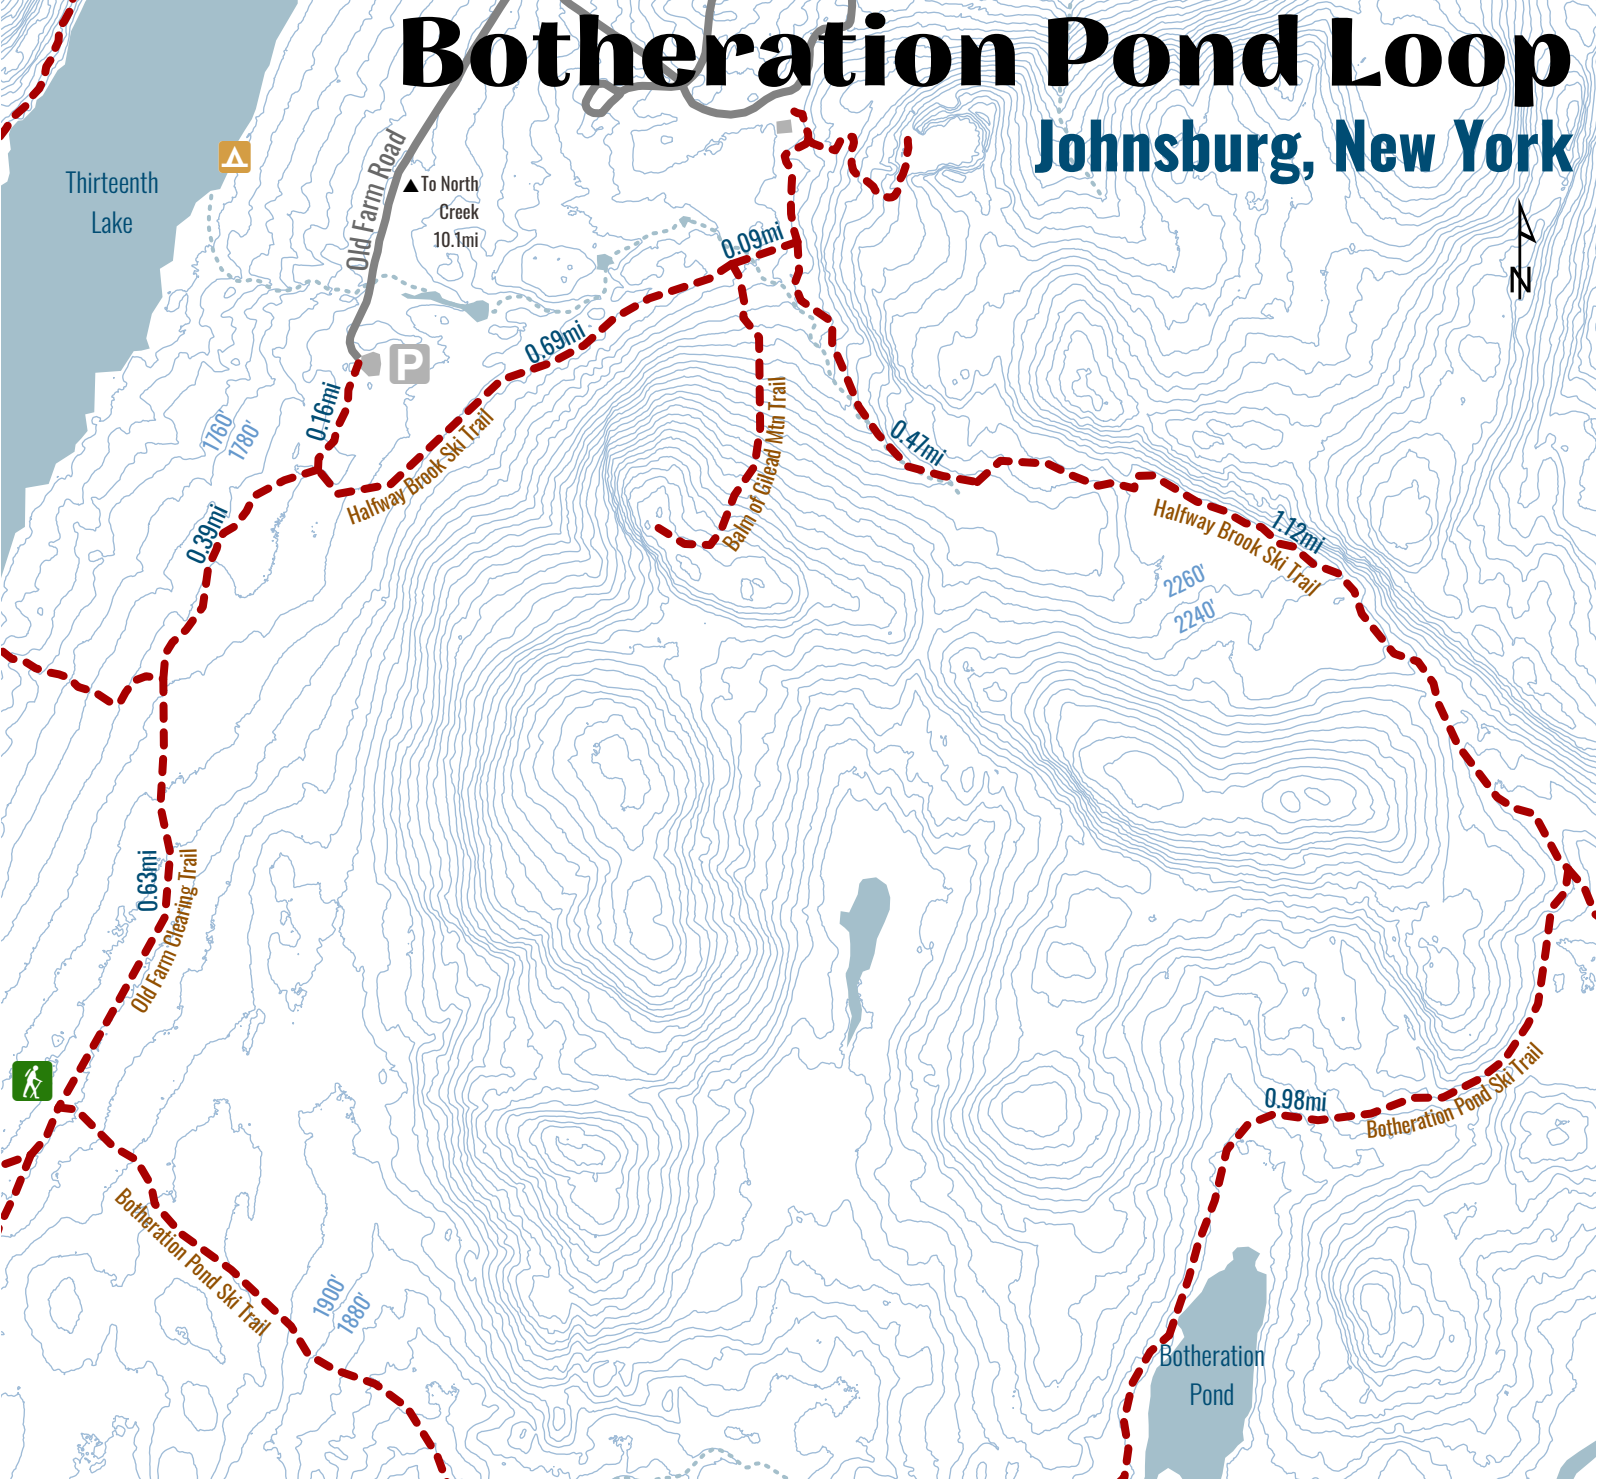 Botheration Pond Loop
Johnsburg, New York
Thirteenth
Lake
Old Farm Road
To North
Creek
10.1mi
N
0.09mi
0.69mi
P
0.16mi
1760'
1780'
Halfway Brook Ski Trail
Balm of Gilead Mtn Trail
0.47mi
0.39mi
Halfway Brook Ski Trail
1.12mi
2260'
2240'
0.63mi
Old Farm Clearing Trail
0.98mi
Botheration Pond Ski Trail
Botheration Pond Ski Trail
1900'
1880'
Botheration
Pond